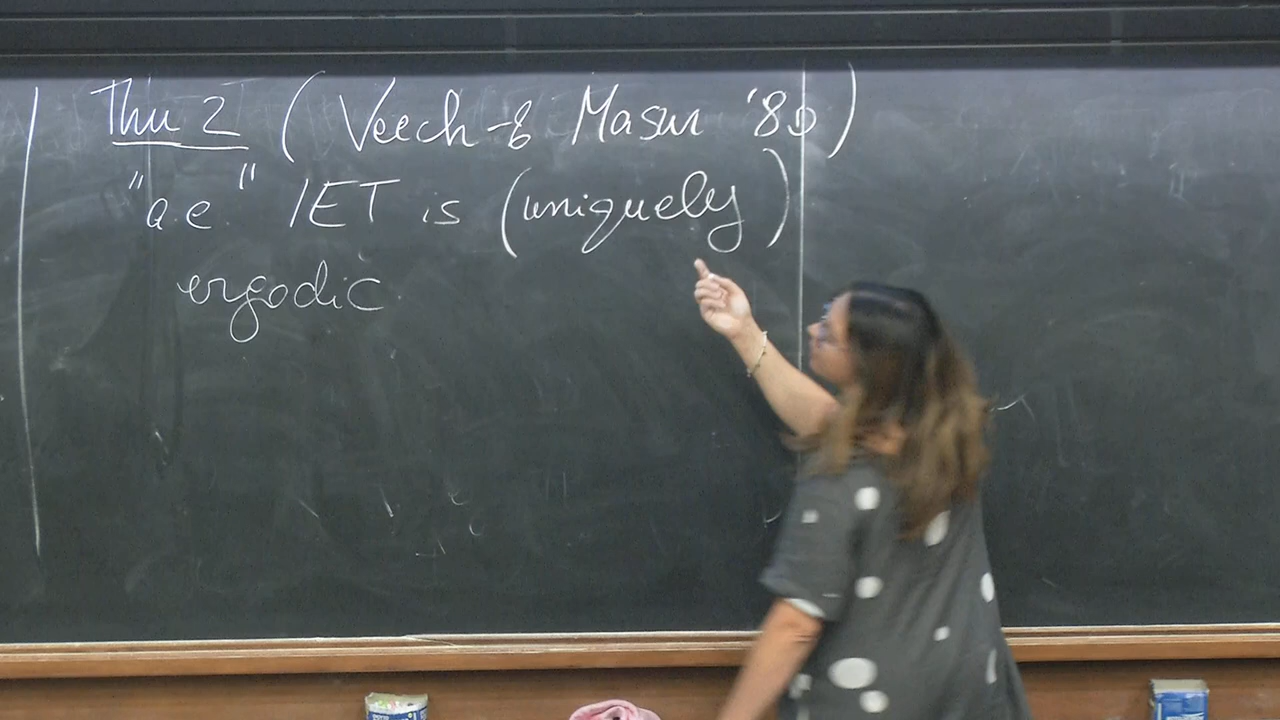 Thm 2 (Veech - & Masur '80)
"a.e." IET is (uniquely)
ergodic